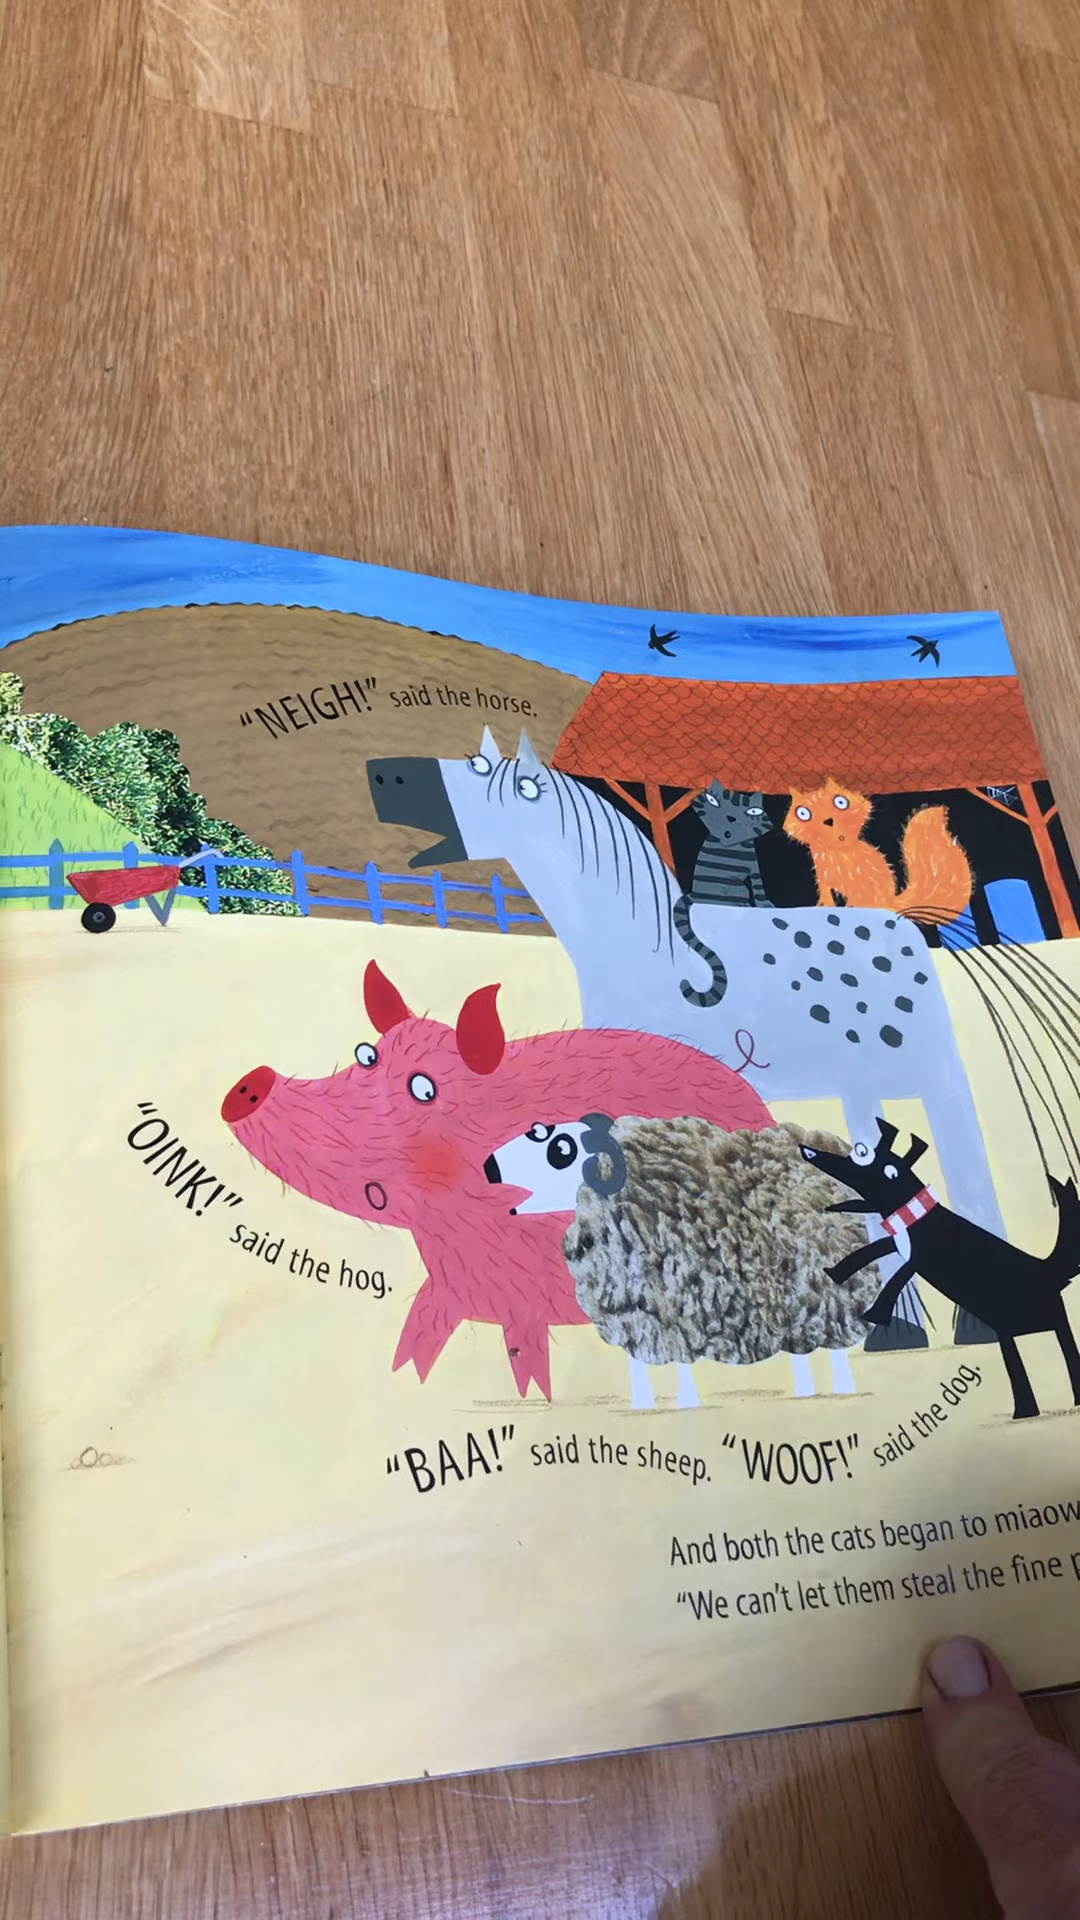 “NEIGH!” said the horse.
“OINK!” said the hog.
“BAA!” said the sheep. “WOOF!” said the dog.
And both the cats began to miaow
“We can’t let them steal the fine